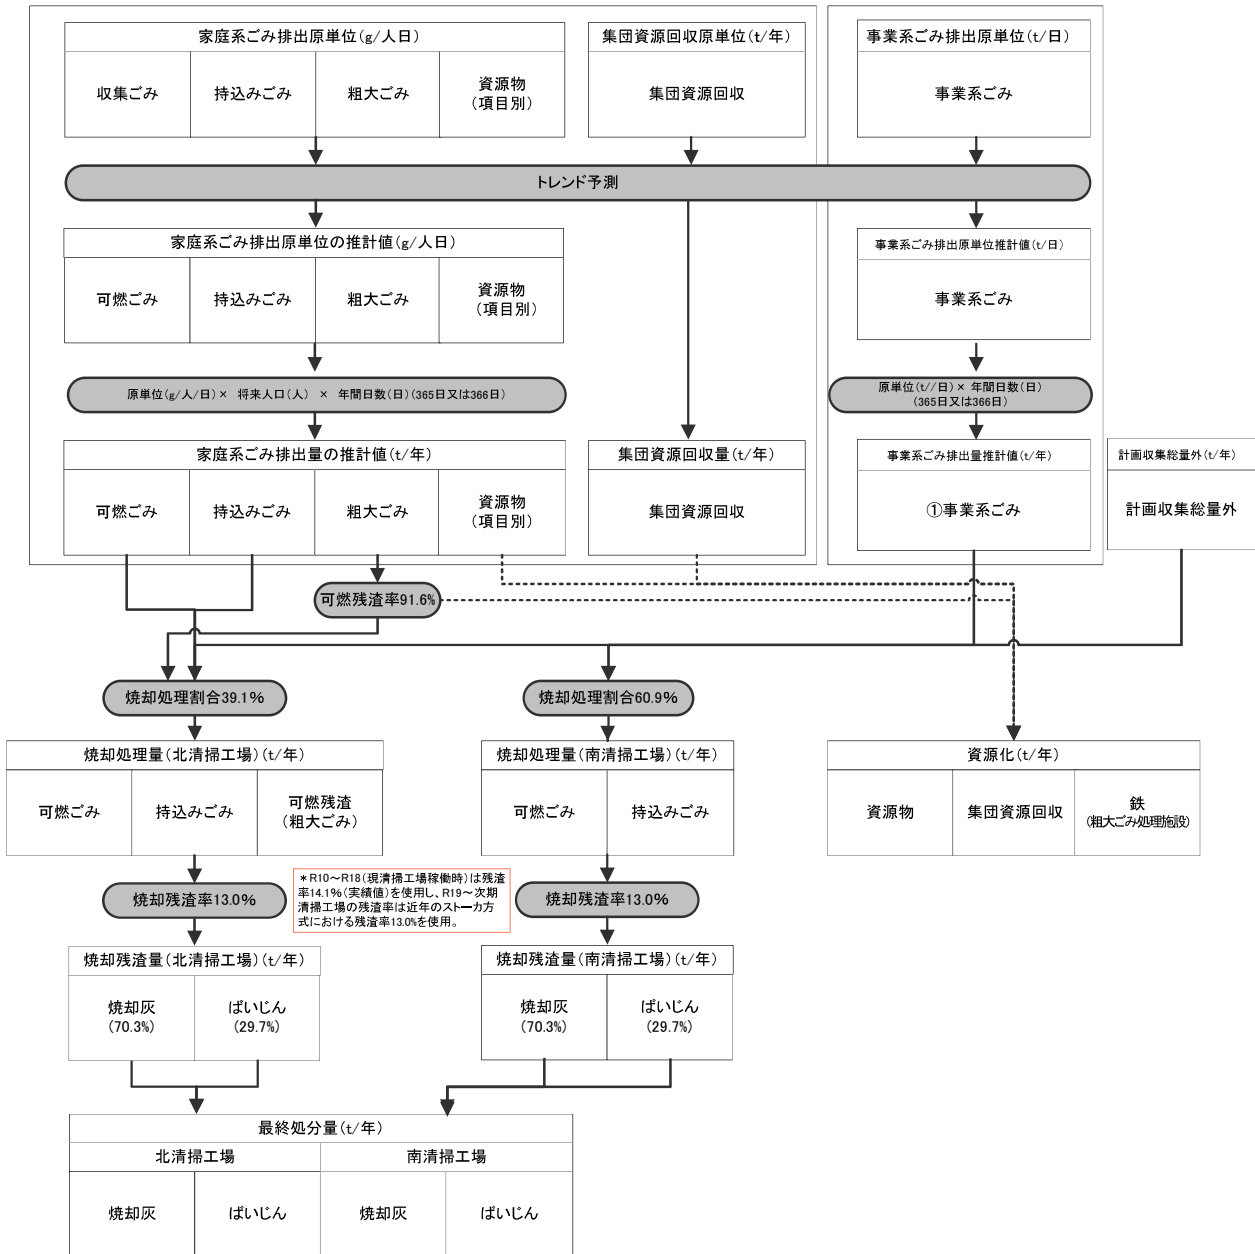 家庭系ごみ排出原単位(g/人日)
収集ごみ
持込みごみ
粗大ごみ
資源物
(項目別)
集団資源回収原単位(t/年)
集団資源回収
事業系ごみ排出原単位(t/日)
事業系ごみ
トレンド予測
家庭系ごみ排出原単位の推計値(g/人日)
可燃ごみ
持込みごみ
粗大ごみ
資源物
(項目別)
事業系ごみ排出原単位推計値(t/日)
事業系ごみ
原単位(g/人/日)× 将来人口(人) × 年間日数(日)(365日又は366日)
原単位(t//日)× 年間日数(日)
(365日又は366日)
家庭系ごみ排出量の推計値(t/年)
可燃ごみ
持込みごみ
粗大ごみ
資源物
(項目別)
集団資源回収量(t/年)
集団資源回収
事業系ごみ排出量推計値(t/年)
①事業系ごみ
計画収集総量外(t/年)
計画収集総量外
可燃残渣率91.6%
焼却処理割合39.1%
焼却処理割合60.9%
焼却処理量(北清掃工場)(t/年)
可燃ごみ
持込みごみ
可燃残渣
(粗大ごみ)
焼却処理量(南清掃工場)(t/年)
可燃ごみ
持込みごみ
資源化(t/年)
資源物
集団資源回収
鉄
(粗大ごみ処理施設)
焼却残渣率13.0%
*R10～R18(現清掃工場稼働時)は残渣
率14.1%(実績値)を使用し、R19～次期
清掃工場の残渣率は近年のストーカ方
式における残渣率13.0%を使用。
焼却残渣率13.0%
焼却残渣量(北清掃工場)(t/年)
焼却灰
(70.3%)
ばいじん
(29.7%)
焼却残渣量(南清掃工場)(t/年)
焼却灰
(70.3%)
ばいじん
(29.7%)
最終処分量(t/年)
北清掃工場
南清掃工場
焼却灰
ばいじん
焼却灰
ばいじん